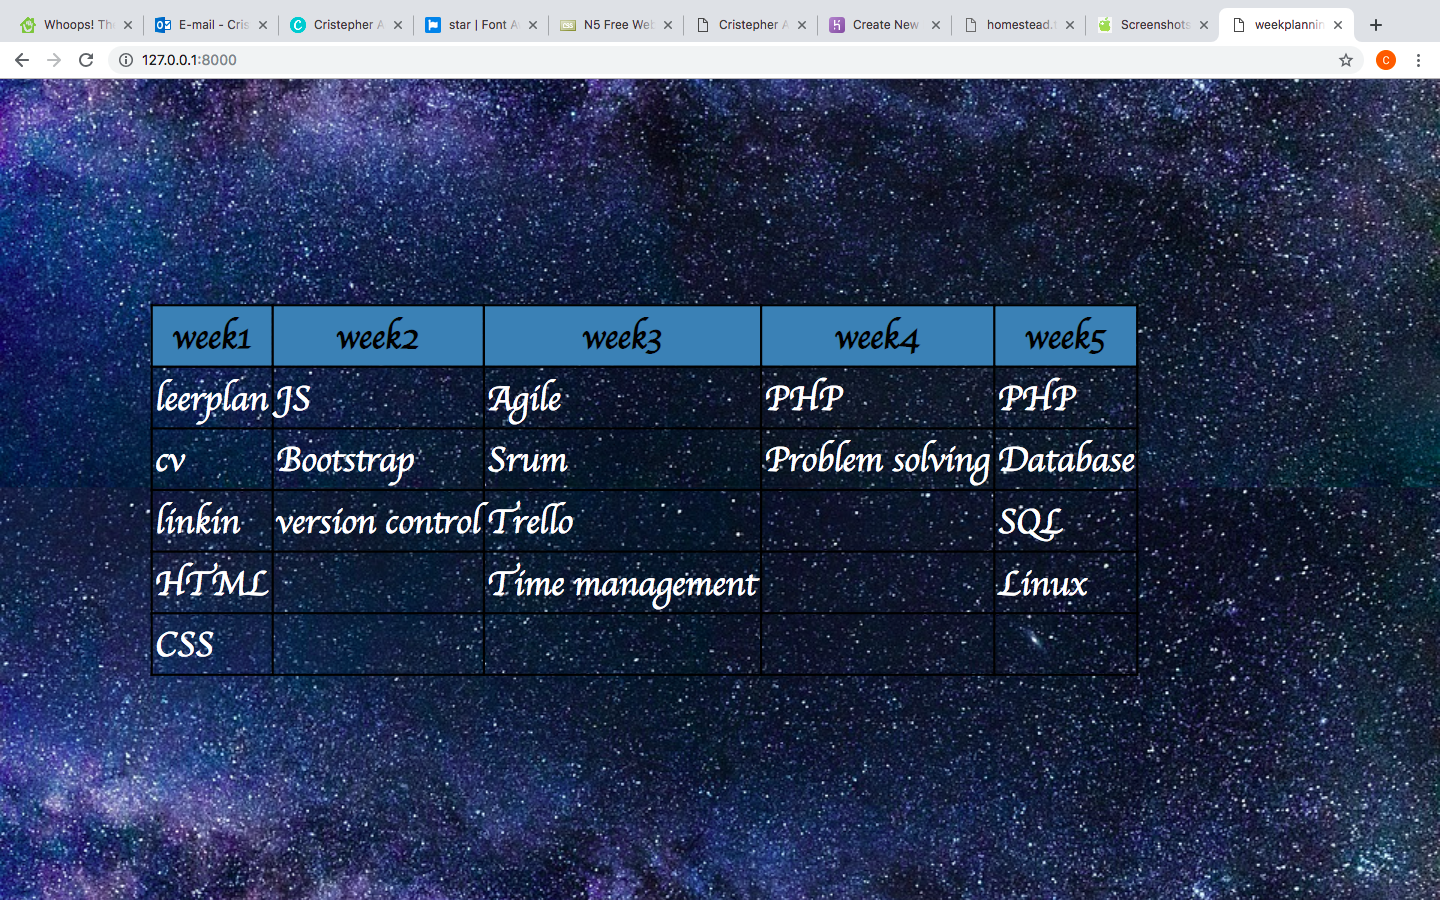 Whoops! Th
E-mail - Cris
Cristepher A
star | Font A
N5 Free Web
Cristepher A
Create New
homestead.t
Screenshots
weekplannin
127.0.0.1:8000
C
week1 week2 week3 week4 week5
leerplan JS Agile PHP PHP
cv Bootstrap Srum Problem solving Database
linkin version control Trello SQL
HTML Time management Linux
CSS